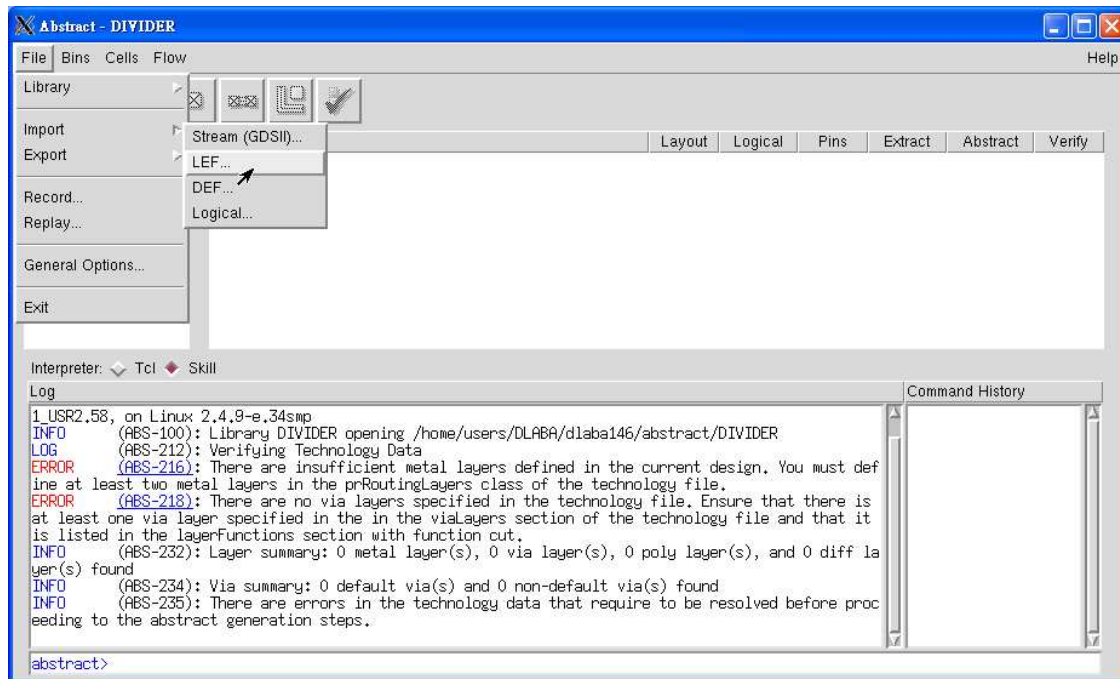 Abstract - DIVIDER
File Bins Cells Flow Help
Library
Import
Export
Record...
Replay...
General Options...
Exit
Stream (GDSII)...
LEF...
DEF...
Logical...
Layout Logical Pins Extract Abstract Verify
Interpreter: Tcl Skill
Log
Command History
1_USR2.58, on Linux 2.4.9-e.34smp
INFO (ABS-100): Library DIVIDER opening /home/users/DLABA/dlaba146/abstract/DIVIDER
LOG (ABS-212): Verifying Technology Data
ERROR (ABS-216): There are insufficient metal layers defined in the current design. You must def
ine at least two metal layers in the prRoutingLayers class of the technology file.
ERROR (ABS-218): There are no via layers specified in the technology file. Ensure that there is
at least one via layer specified in the in the viaLayers section of the technology file and that it
is listed in the layerFunctions section with function cut.
INFO (ABS-232): Layer summary: 0 metal layer(s), 0 via layer(s), 0 poly layer(s), and 0 diff la
yer(s) found
INFO (ABS-234): Via summary: 0 default via(s) and 0 non-default via(s) found
INFO (ABS-235): There are errors in the technology data that require to be resolved before proc
eeding to the abstract generation steps.
abstract>